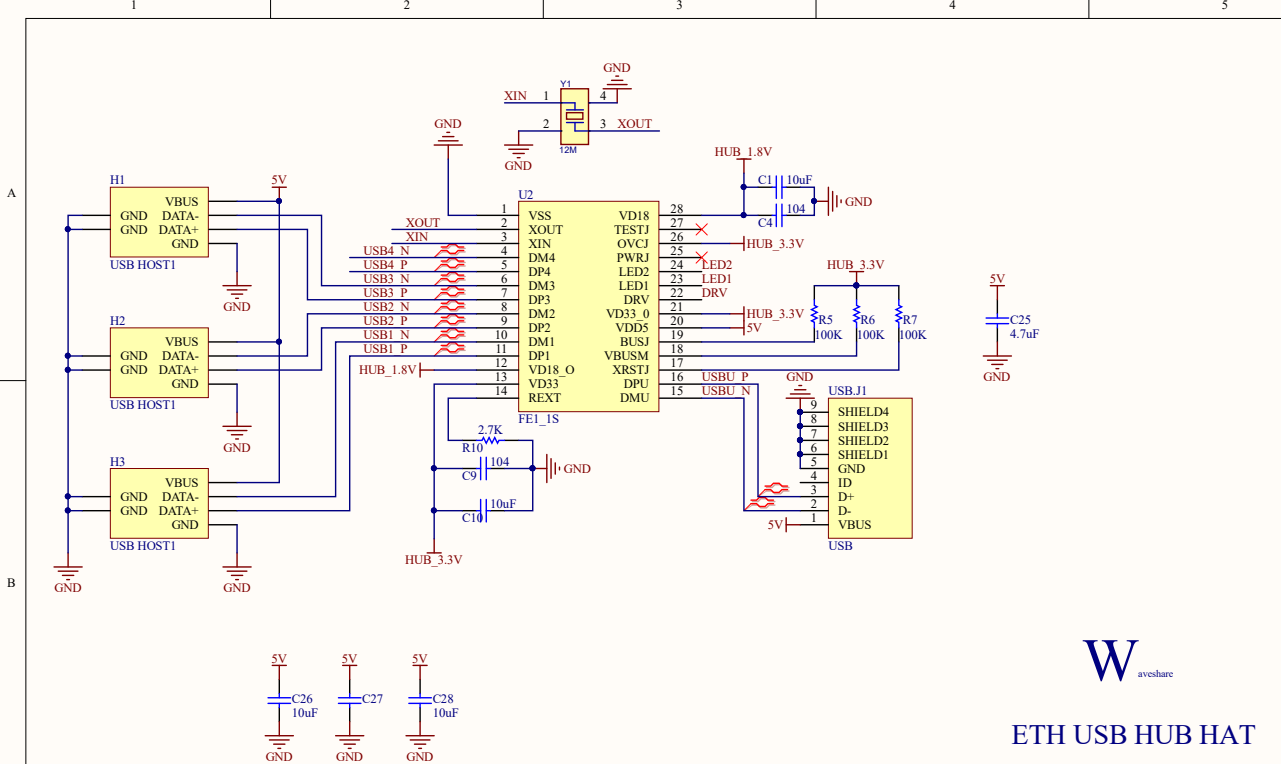 1 2 3 4 5
A
B
Y1
XIN 1
4 GND
2 GND
3 XOUT
12M
GND
H1
5V
VBUS
GND DATA-
GND DATA+
GND
USB HOST1
GND
H2
VBUS
GND DATA-
GND DATA+
GND
USB HOST1
GND
H3
VBUS
GND DATA-
GND DATA+
GND
USB HOST1
GND
GND
U2
1 VSS
XOUT 2 XOUT
XIN 3 XIN
USB4_N 4 DM4
USB4_P 5 DP4
USB3_N 6 DM3
USB3_P 7 DP3
USB2_N 8 DM2
USB2_P 9 DP2
USB1_N 10 DM1
USB1_P 11 DP1
HUB_1.8V 12 VD18_O
13 VD33
14 REXT
FE1_1S
VD18 28
TESTJ 27
OVCJ 26 HUB_3.3V
PWRJ 25
LED2 24 LED2
LED1 23 LED1
DRV 22 DRV
VD33_0 21 HUB_3.3V
VDD5 20 5V
BUSJ 19
VBUSM 18
XRSTJ 17
DPU 16 USBU_P
DMU 15 USBU_N
HUB_1.8V
C1 10uF
C4 104
GND
HUB_3.3V
R5 R6 R7
100K 100K 100K
5V
C25
4.7uF
GND
2.7K
R10
C9 104
GND
10uF
C10
HUB_3.3V
GND
USB.J1
9 SHIELD4
8 SHIELD3
7 SHIELD2
6 SHIELD1
5 GND
4 ID
3 D+
2 D-
5V 1 VBUS
USB
5V 5V 5V
C26 C27 C28
10uF 10uF
GND GND GND
Waveshare
ETH USB HUB HAT